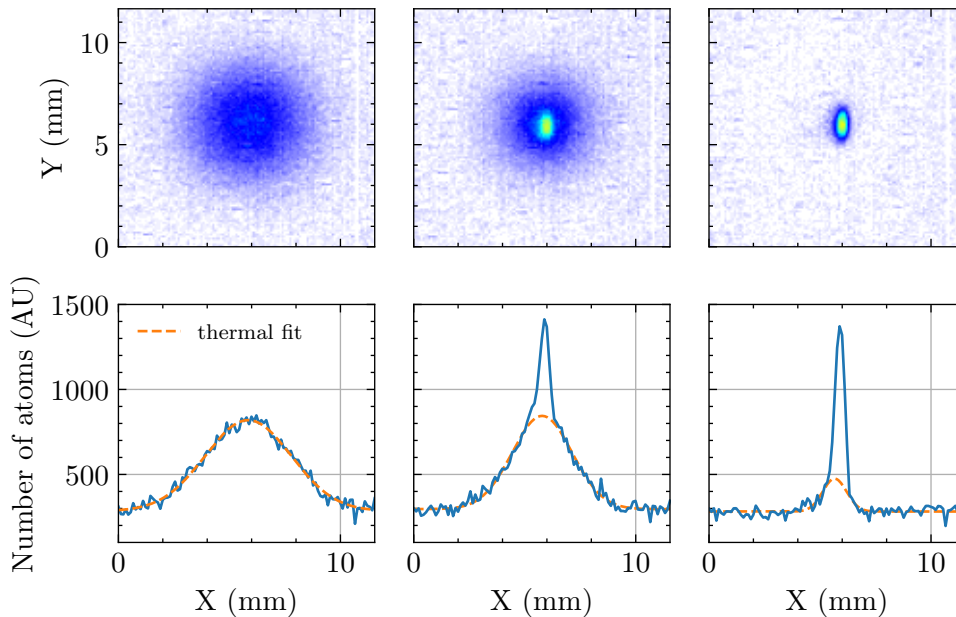 Y (mm)
10
5
0
Number of atoms (AU)
1500
1000
500
thermal fit
0 10 0 10 0 10
X (mm) X (mm) X (mm)